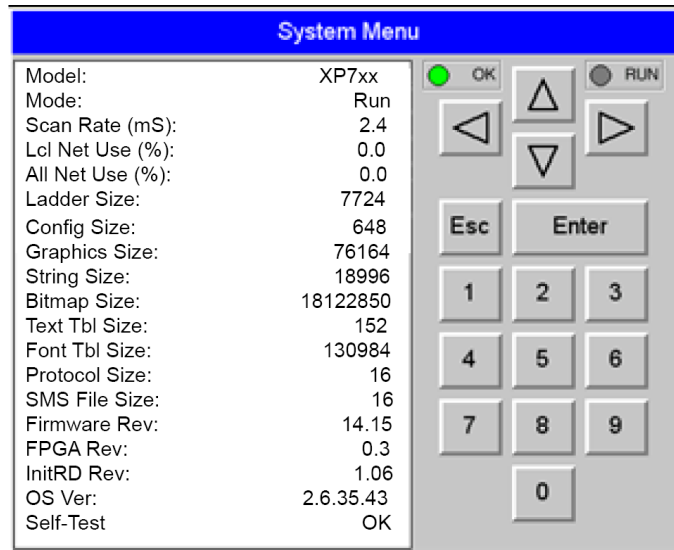 System Menu
Model: XP7xx
Mode: Run
Scan Rate (mS): 2.4
Lcl Net Use (%): 0.0
All Net Use (%): 0.0
Ladder Size: 7724
Config Size: 648
Graphics Size: 76164
String Size: 18996
Bitmap Size: 18122850
Text Tbl Size: 152
Font Tbl Size: 130984
Protocol Size: 16
SMS File Size: 16
Firmware Rev: 14.15
FPGA Rev: 0.3
InitRD Rev: 1.06
OS Ver: 2.6.35.43
Self-Test OK
OK RUN
Esc Enter
1 2 3
4 5 6
7 8 9
0